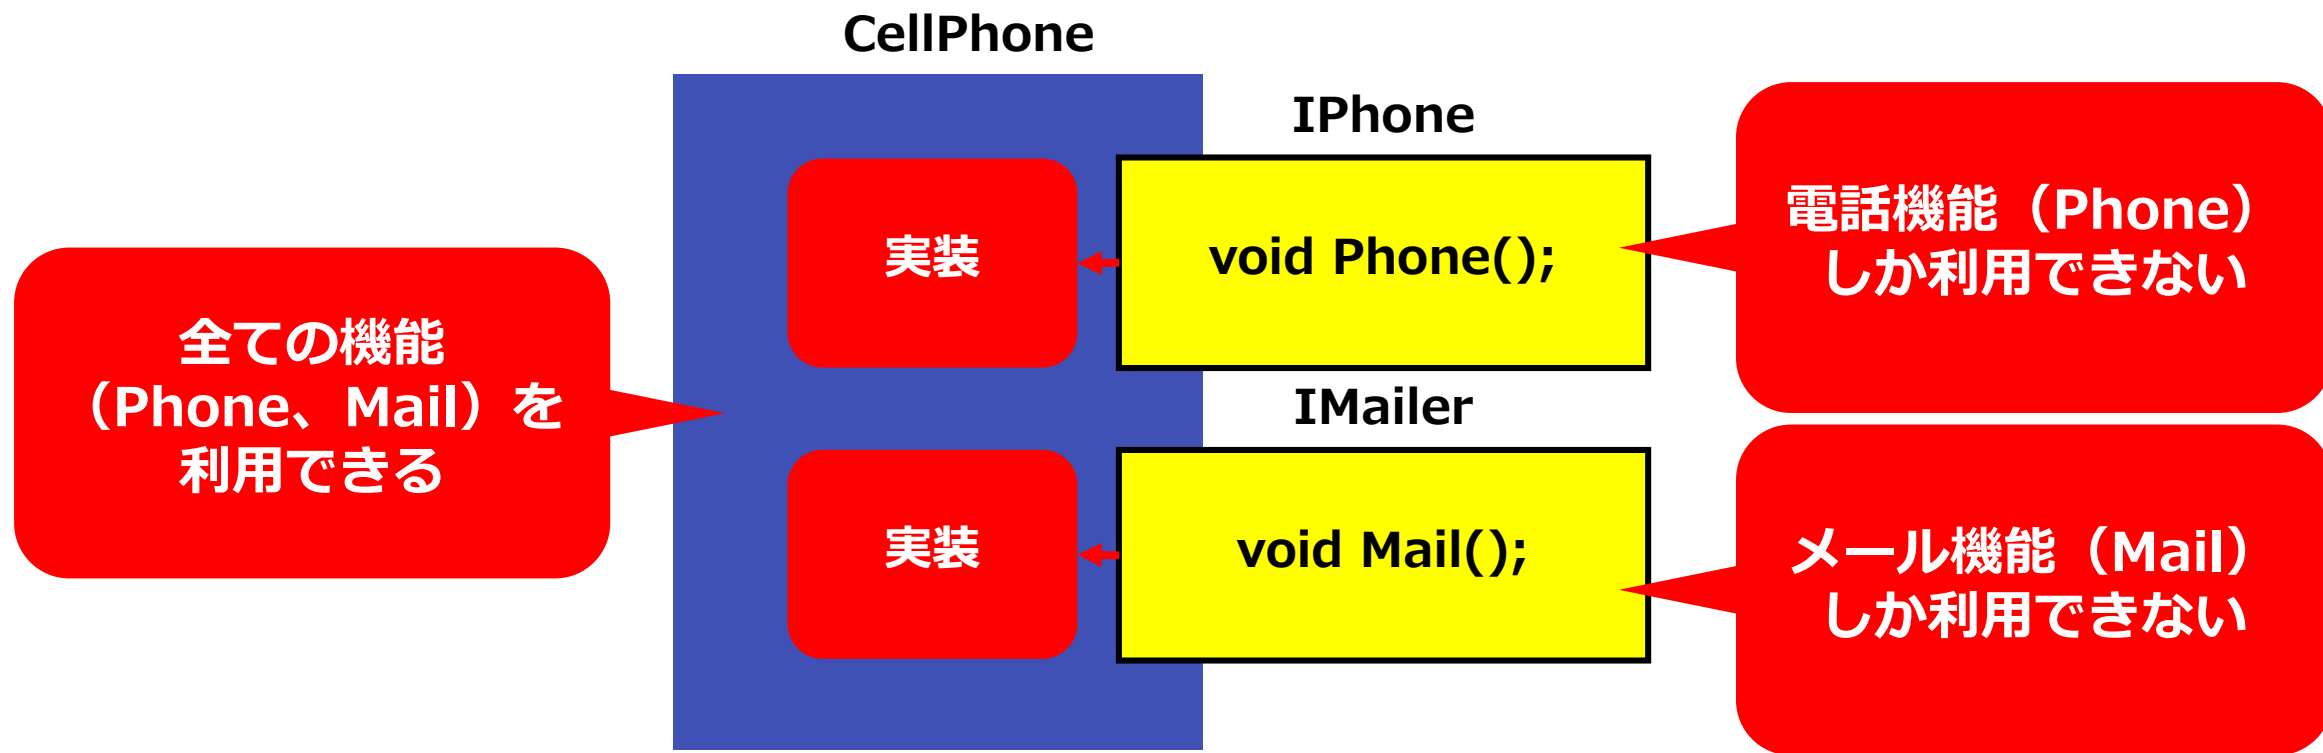 CellPhone
IPhone
実装
void Phone();
電話機能（Phone）
しか利用できない
全ての機能
（Phone、Mail）を
利用できる
IMailer
実装
void Mail();
メール機能（Mail）
しか利用できない